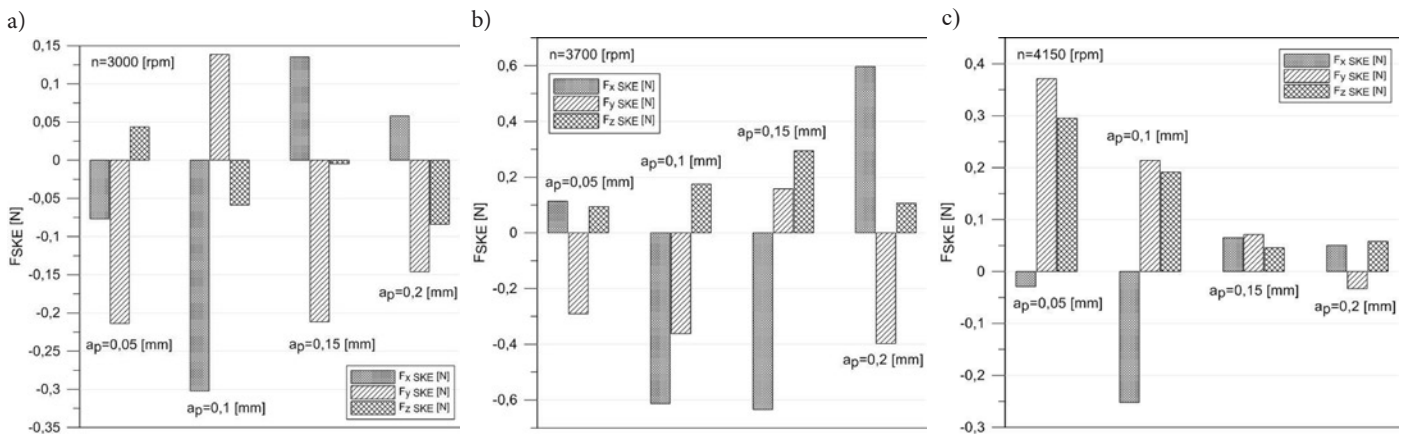 a)
0,15
0,1
0,05
0
-0,05
-0,1
-0,15
-0,2
-0,25
-0,3
-0,35
FSKE [N]
n=3000 [rpm]
ap=0,05 [mm]
ap=0,1 [mm]
ap=0,15 [mm]
ap=0,2 [mm]
Fx SKE [N]
Fy SKE [N]
Fz SKE [N]
b)
0,6
0,4
0,2
0
-0,2
-0,4
-0,6
FSKE [N]
n=3700 [rpm]
Fx SKE [N]
Fy SKE [N]
Fz SKE [N]
ap=0,05 [mm]
ap=0,1 [mm]
ap=0,15 [mm]
ap=0,2 [mm]
c)
0,4
0,3
0,2
0,1
0
-0,1
-0,2
-0,3
FSKE [N]
n=4150 [rpm]
Fx SKE [N]
Fy SKE [N]
Fz SKE [N]
ap=0,05 [mm]
ap=0,1 [mm]
ap=0,15 [mm]
ap=0,2 [mm]